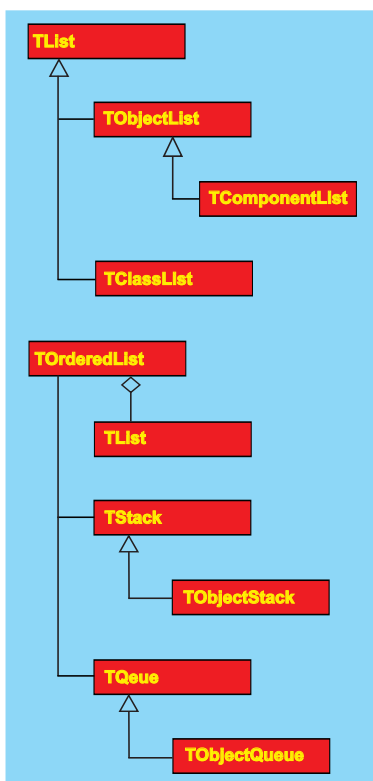 TList
TObjectList
TComponentList
TClassList
TOrderedList
TList
TStack
TObjectStack
TQeue
TObjectQueue